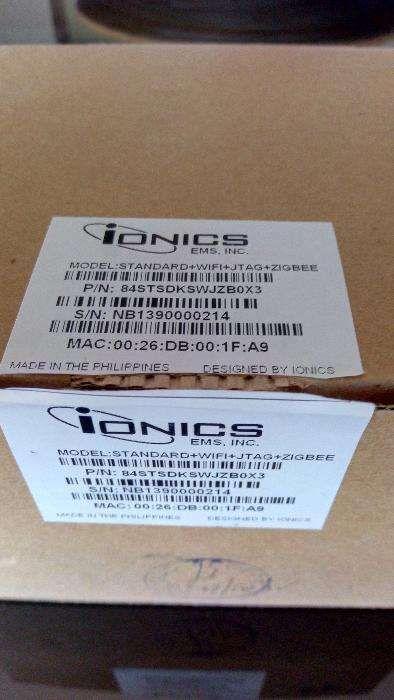 iONICS
EMS, INC.
MODEL:STANDARD+WIFI+JTAG+ZIGBEE
P/N: 84STSDKSWJZB0X3
S/N: NB1390000214
MAC:00:26:DB:00:1F:A9
MADE IN THE PHILIPPINES DESIGNED BY IONICS
iONICS
EMS, INC.
MODEL:STANDARD+WIFI+JTAG+ZIGBEE
P/N: 84STSDKSWJZB0X3
S/N: NB1390000214
MAC:00:26:DB:00:1F:A9
MADE IN THE PHILIPPINES DESIGNED BY IONICS